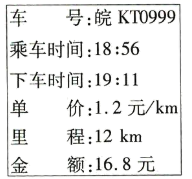 车 号:皖 KT0999
乘车时间:18:56
下车时间:19:11
单 价:1.2 元/km
里 程:12 km
金 额:16.8 元